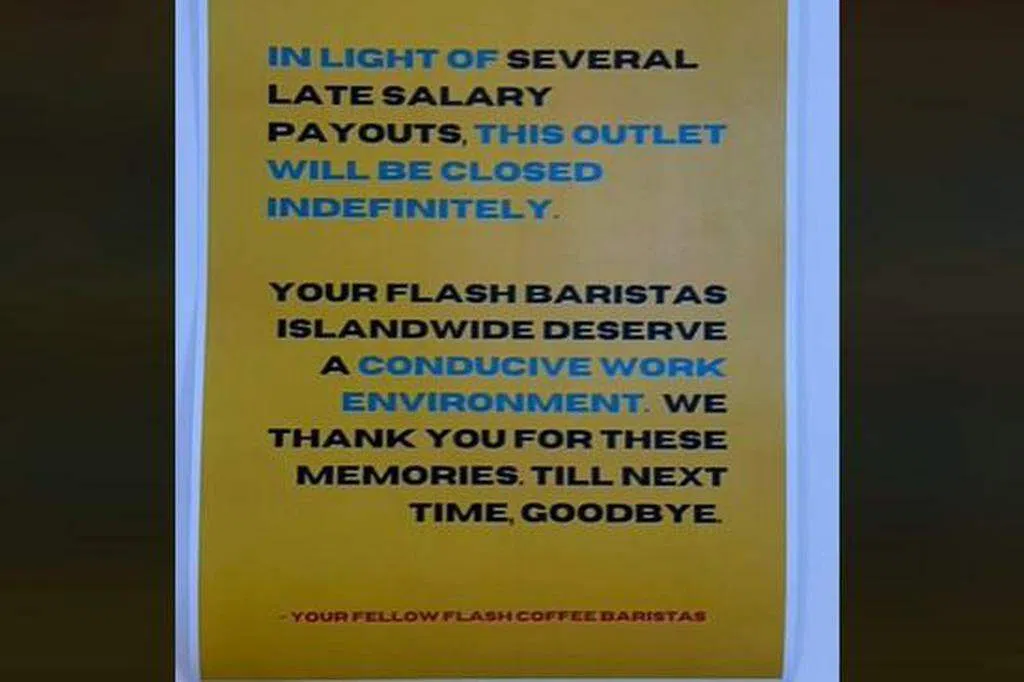 IN LIGHT OF SEVERAL
LATE SALARY
PAYOUTS, THIS OUTLET
WILL BE CLOSED
INDEFINITELY.
YOUR FLASH BARISTAS
ISLANDWIDE DESERVE
A CONDUCIVE WORK
ENVIRONMENT. WE
THANK YOU FOR THESE
MEMORIES. TILL NEXT
TIME, GOODBYE.
- YOUR FELLOW FLASH COFFEE BARISTAS